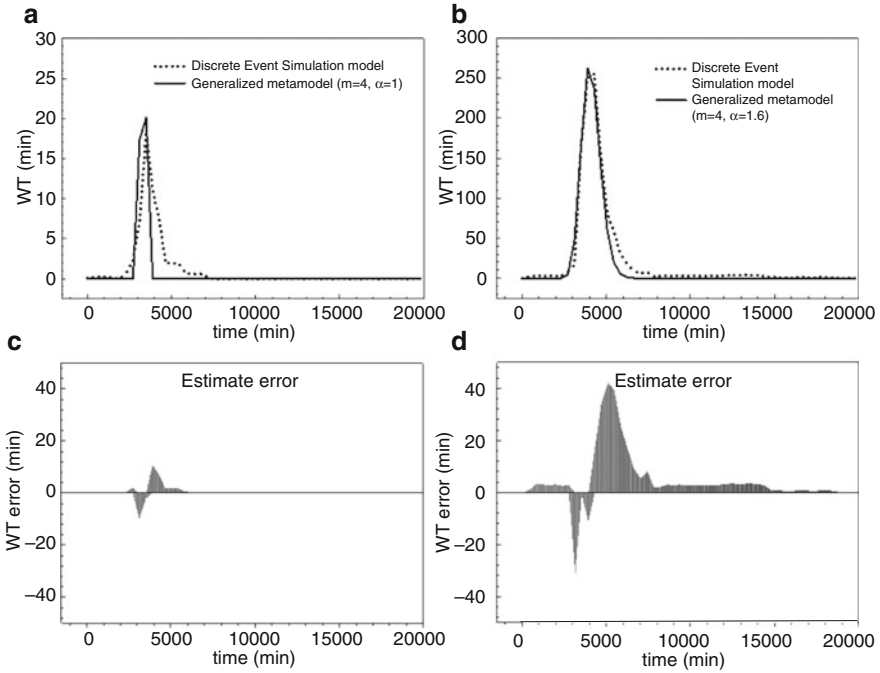 a
30
25
20
15
10
5
0
WT (min)
Discrete Event Simulation model
Generalized metamodel (m=4, α=1)
0 5000 10000 15000 20000
time (min)
b
300
250
200
150
100
50
0
WT (min)
Discrete Event
Simulation model
Generalized metamodel
(m=4, α=1.6)
0 5000 10000 15000 20000
time (min)
c
Estimate error
40
20
0
−20
−40
WT error (min)
0 5000 10000 15000 20000
time (min)
d
Estimate error
40
20
0
−20
−40
WT error (min)
0 5000 10000 15000 20000
time (min)